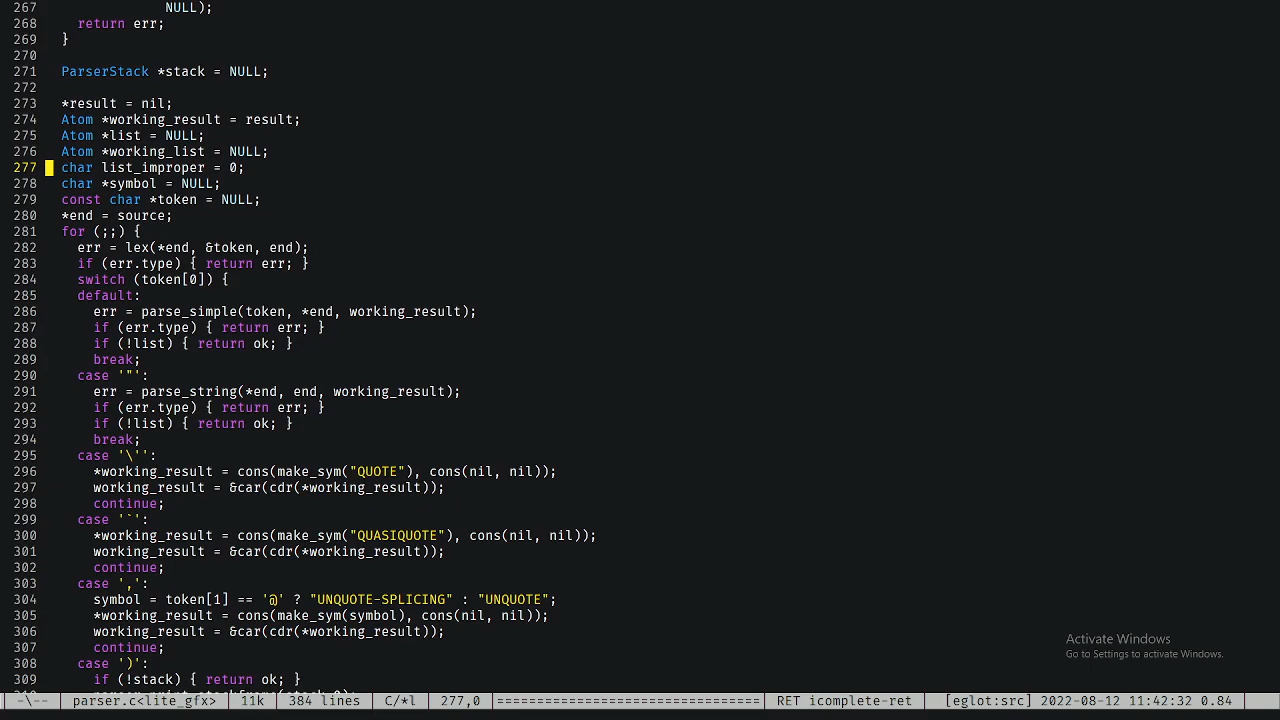 267                 NULL);
268      return err;
269    }
270
271    ParserStack *stack = NULL;
272
273    *result = nil;
274    Atom *working_result = result;
275    Atom *list = NULL;
276    Atom *working_list = NULL;
277    char list_improper = 0;
278    char *symbol = NULL;
279    const char *token = NULL;
280    *end = source;
281    for (;;) {
282      err = lex(*end, &token, end);
283      if (err.type) { return err; }
284      switch (token[0]) {
285      default:
286        err = parse_simple(token, *end, working_result);
287        if (err.type) { return err; }
288        if (!list) { return ok; }
289        break;
290      case '"':
291        err = parse_string(*end, end, working_result);
292        if (err.type) { return err; }
293        if (!list) { return ok; }
294        break;
295      case '\'':
296        *working_result = cons(make_sym("QUOTE"), cons(nil, nil));
297        working_result = &car(cdr(*working_result));
298        continue;
299      case '`':
300        *working_result = cons(make_sym("QUASIQUOTE"), cons(nil, nil));
301        working_result = &car(cdr(*working_result));
302        continue;
303      case ',':
304        symbol = token[1] == '@' ? "UNQUOTE-SPLICING" : "UNQUOTE";
305        *working_result = cons(make_sym(symbol), cons(nil, nil));
306        working_result = &car(cdr(*working_result));
307        continue;
308      case ')':
309        if (!stack) { return ok; }
Activate Windows
Go to Settings to activate Windows.
-\-- parser.c<lite_gfx> 11k 384 lines C/*l 277,0 ================================= RET icomplete-ret [eglot:src] 2022-08-12 11:42:32 0.84